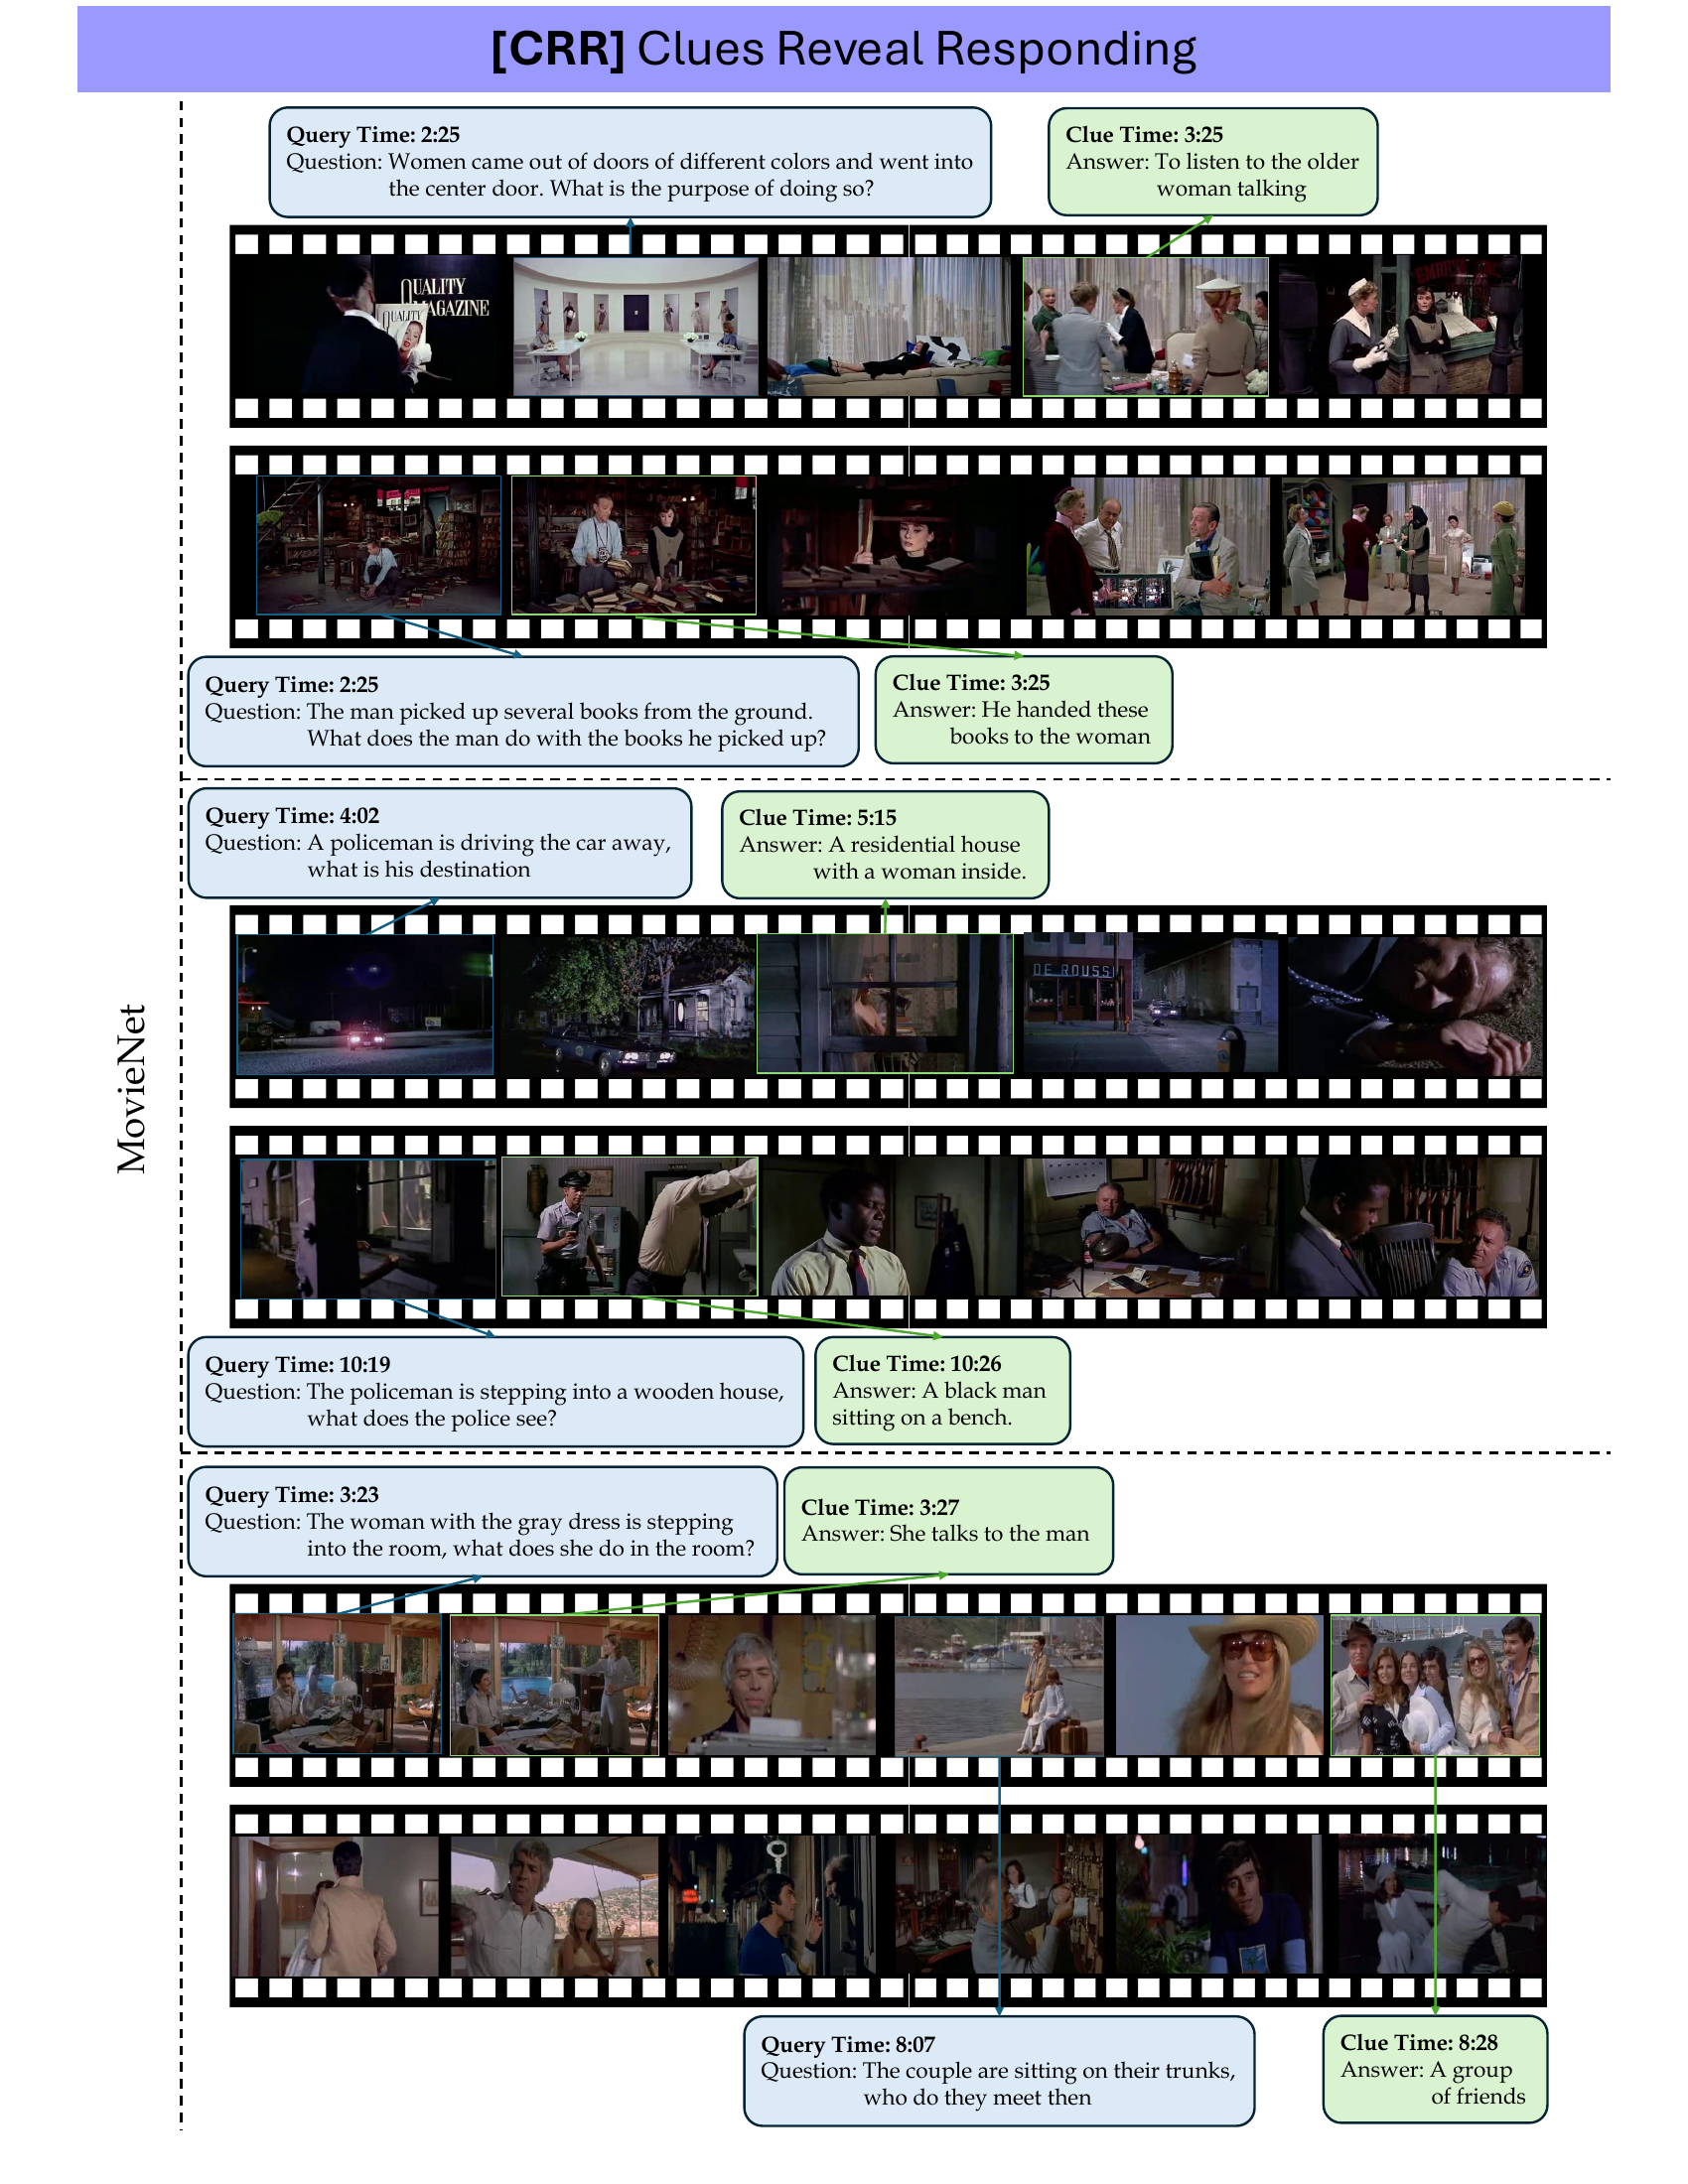 [CRR] Clues Reveal Responding
Query Time: 2:25
Question: Women came out of doors of different colors and went into
the center door. What is the purpose of doing so?
Clue Time: 3:25
Answer: To listen to the older
woman talking
QUALITY
MAGAZINE
QUALITY
Query Time: 2:25
Question: The man picked up several books from the ground.
What does the man do with the books he picked up?
Clue Time: 3:25
Answer: He handed these
books to the woman
MovieNet
Query Time: 4:02
Question: A policeman is driving the car away,
what is his destination
Clue Time: 5:15
Answer: A residential house
with a woman inside.
DE ROUSSI
Query Time: 10:19
Question: The policeman is stepping into a wooden house,
what does the police see?
Clue Time: 10:26
Answer: A black man
sitting on a bench.
Query Time: 3:23
Question: The woman with the gray dress is stepping
into the room, what does she do in the room?
Clue Time: 3:27
Answer: She talks to the man
Query Time: 8:07
Question: The couple are sitting on their trunks,
who do they meet then
Clue Time: 8:28
Answer: A group
of friends